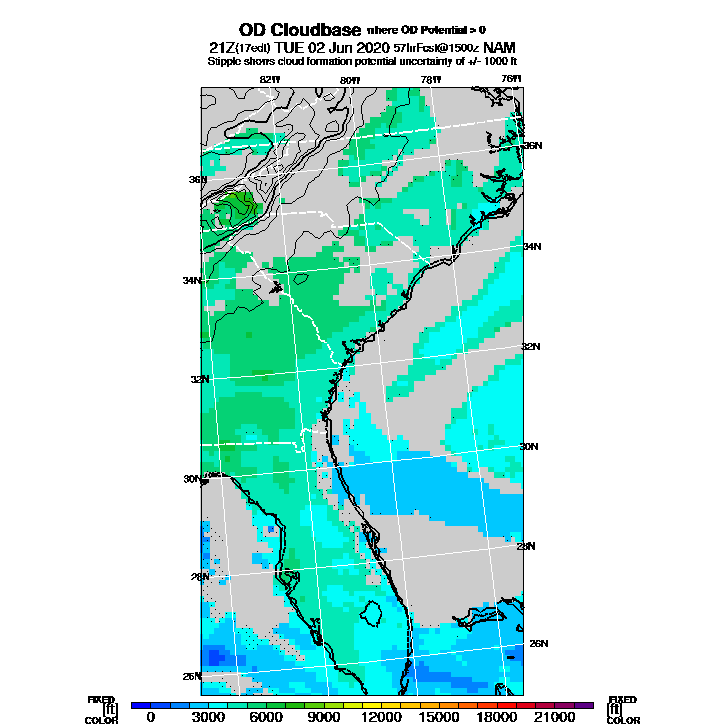 OD Cloudbase where OD Potential > 0
21Z(17edt) TUE 02 Jun 2020 57hrFcst@1500z NAM
Stipple shows cloud formation potential uncertainty of +/- 1000 ft
82W 80W 78W 76W
36N
36N
34N
34N
32N
32N
30N
30N
28N
28N
26N
26N
FIXED FIXED
[ft] 0 3000 6000 9000 12000 15000 18000 21000 [ft]
COLOR COLOR